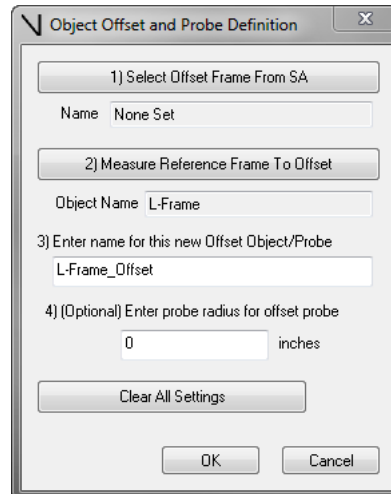 Object Offset and Probe Definition
1) Select Offset Frame From SA
Name None Set
2) Measure Reference Frame To Offset
Object Name L-Frame
3) Enter name for this new Offset Object/Probe
L-Frame_Offset
4) (Optional) Enter probe radius for offset probe
0 inches
Clear All Settings
OK Cancel